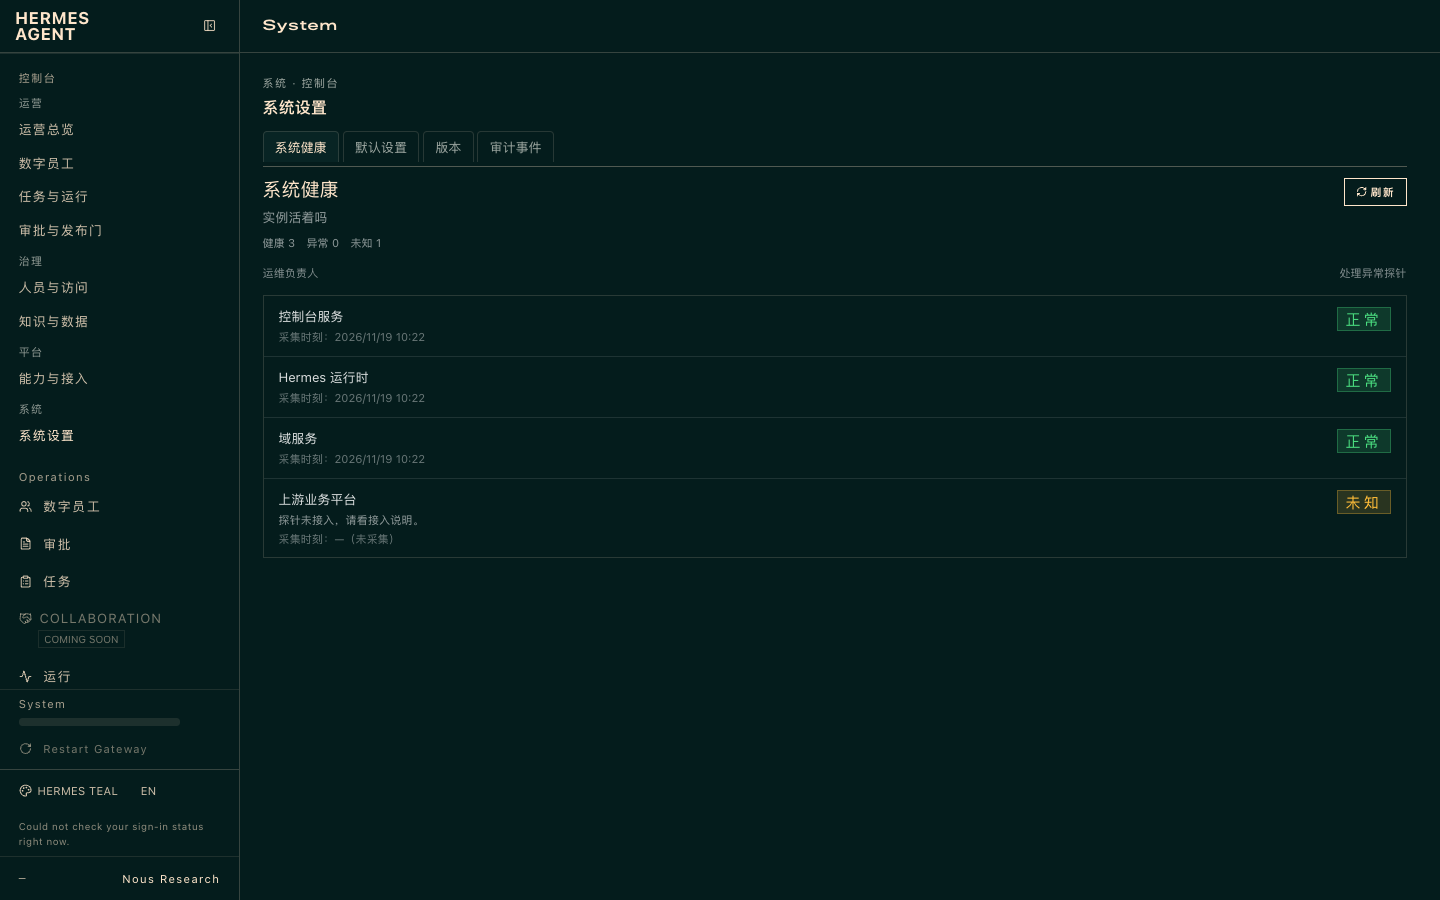 HERMES
AGENT
System
控制台
运营
运营总览
数字员工
任务与运行
审批与发布门
治理
人员与访问
知识与数据
平台
能力与接入
系统
系统设置
Operations
数字员工
审批
任务
COLLABORATION
COMING SOON
运行
System
Restart Gateway
HERMES TEAL EN
Could not check your sign-in status
right now.
— Nous Research
系统 · 控制台
系统设置
系统健康 默认设置 版本 审计事件
系统健康
刷新
实例活着吗
健康 3 异常 0 未知 1
运维负责人 处理异常探针
控制台服务 正常
采集时刻：2026/11/19 10:22
Hermes 运行时 正常
采集时刻：2026/11/19 10:22
域服务 正常
采集时刻：2026/11/19 10:22
上游业务平台 未知
探针未接入，请看接入说明。
采集时刻：—（未采集）